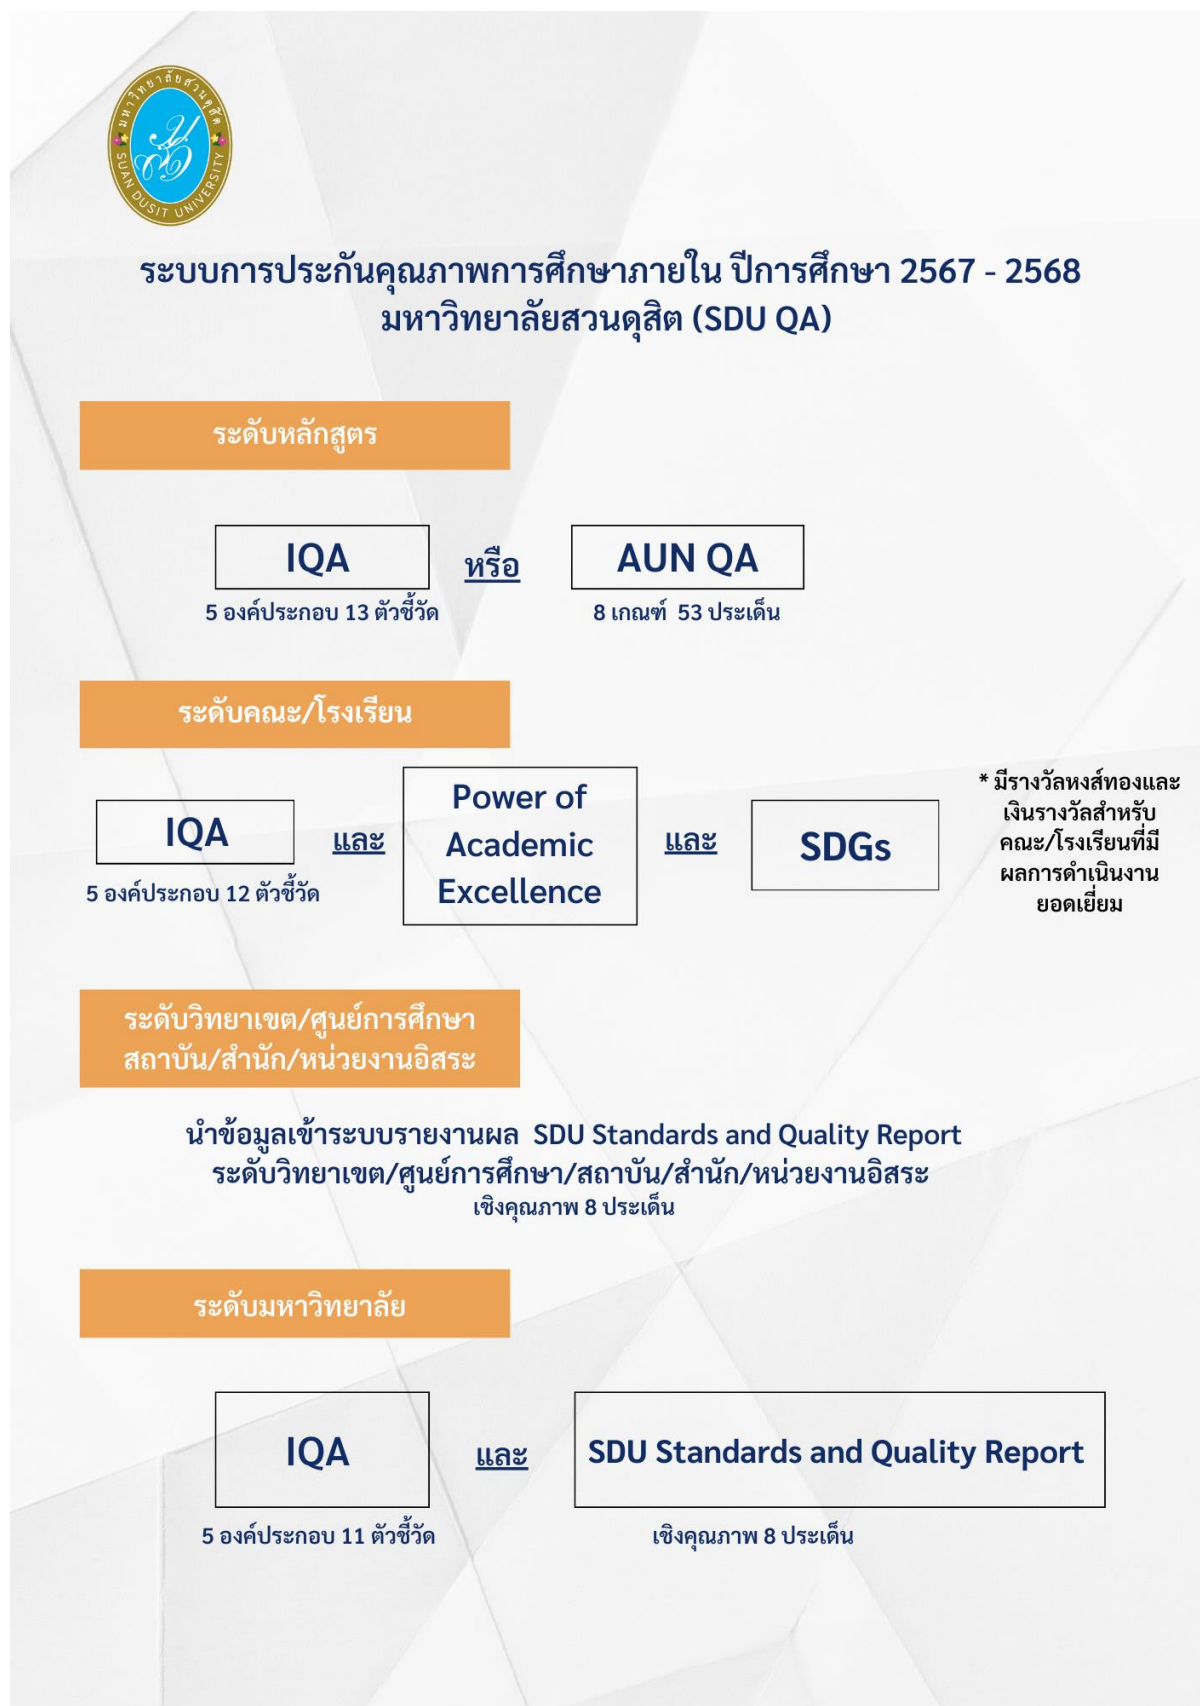 มหาวิทยาลัยสวนดุสิต
SUAN DUSIT UNIVERSITY
ระบบการประกันคุณภาพการศึกษาภายใน ปีการศึกษา 2567 - 2568
มหาวิทยาลัยสวนดุสิต (SDU QA)
ระดับหลักสูตร
IQA หรือ AUN QA
5 องค์ประกอบ 13 ตัวชี้วัด 8 เกณฑ์ 53 ประเด็น
ระดับคณะ/โรงเรียน
IQA
5 องค์ประกอบ 12 ตัวชี้วัด
และ
Power of
Academic
Excellence
และ
SDGs
* มีรางวัลหงส์ทองและ
เงินรางวัลสำหรับ
คณะ/โรงเรียนที่มี
ผลการดำเนินงาน
ยอดเยี่ยม
ระดับวิทยาเขต/ศูนย์การศึกษา
สถาบัน/สำนัก/หน่วยงานอิสระ
นำข้อมูลเข้าระบบรายงานผล SDU Standards and Quality Report
ระดับวิทยาเขต/ศูนย์การศึกษา/สถาบัน/สำนัก/หน่วยงานอิสระ
เชิงคุณภาพ 8 ประเด็น
ระดับมหาวิทยาลัย
IQA และ SDU Standards and Quality Report
5 องค์ประกอบ 11 ตัวชี้วัด เชิงคุณภาพ 8 ประเด็น